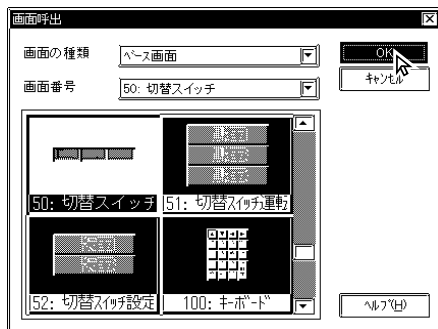 画面呼出
画面の種類
ベース画面
OK
画面番号
50: 切替スイッチ
キャンセル
50: 切替スイッチ
51: 切替スイッチ運転
52: 切替スイッチ設定
100: キーボード
ヘルプ(H)